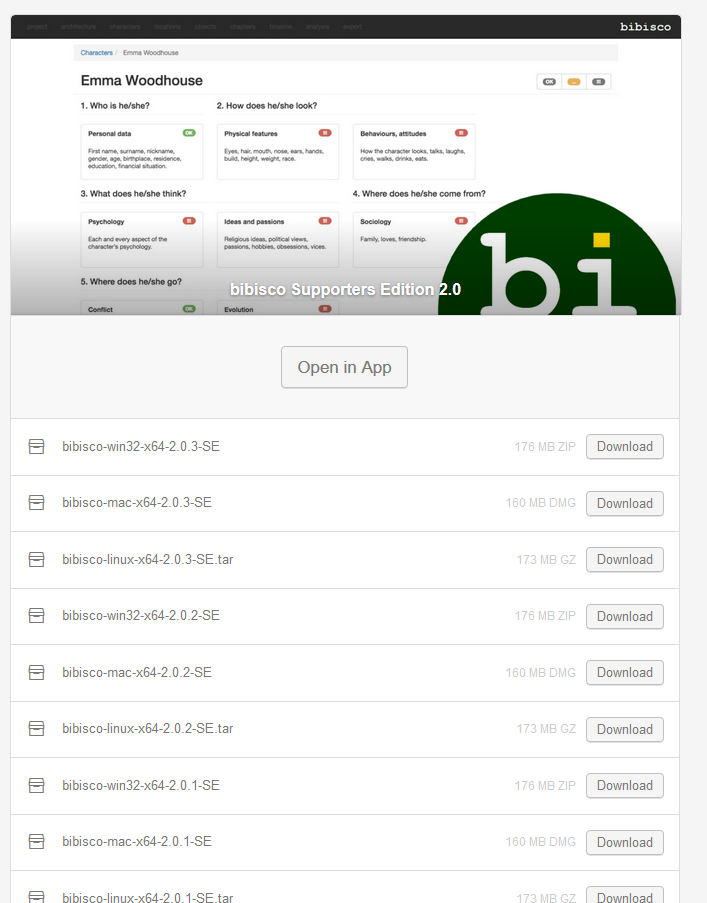 project architecture characters locations objects chapters timeline analysis export
bibisco
Characters / Emma Woodhouse
Emma Woodhouse
OK
1. Who is he/she? 2. How does he/she look?
Personal data OK Physical features Behaviours, attitudes
First name, surname, nickname, Eyes, hair, mouth, nose, ears, hands, How the character looks, talks, laughs,
gender, age, birthplace, residence, build, height, weight, race. cries, walks, drinks, eats.
education, financial situation.
3. What does he/she think? 4. Where does he/she come from?
Psychology Ideas and passions Sociology
Each and every aspect of the Religious ideas, political views, Family, loves, friendship.
character's psychology. passions, hobbies, obsessions, vices.
bi
5. Where does he/she go?
bibisco Supporters Edition 2.0
Conflict OK Evolution
Open in App
bibisco-win32-x64-2.0.3-SE 176 MB ZIP Download
bibisco-mac-x64-2.0.3-SE 160 MB DMG Download
bibisco-linux-x64-2.0.3-SE.tar 173 MB GZ Download
bibisco-win32-x64-2.0.2-SE 176 MB ZIP Download
bibisco-mac-x64-2.0.2-SE 160 MB DMG Download
bibisco-linux-x64-2.0.2-SE.tar 173 MB GZ Download
bibisco-win32-x64-2.0.1-SE 176 MB ZIP Download
bibisco-mac-x64-2.0.1-SE 160 MB DMG Download
bibisco-linux-x64-2.0.1-SE.tar 173 MB GZ Download